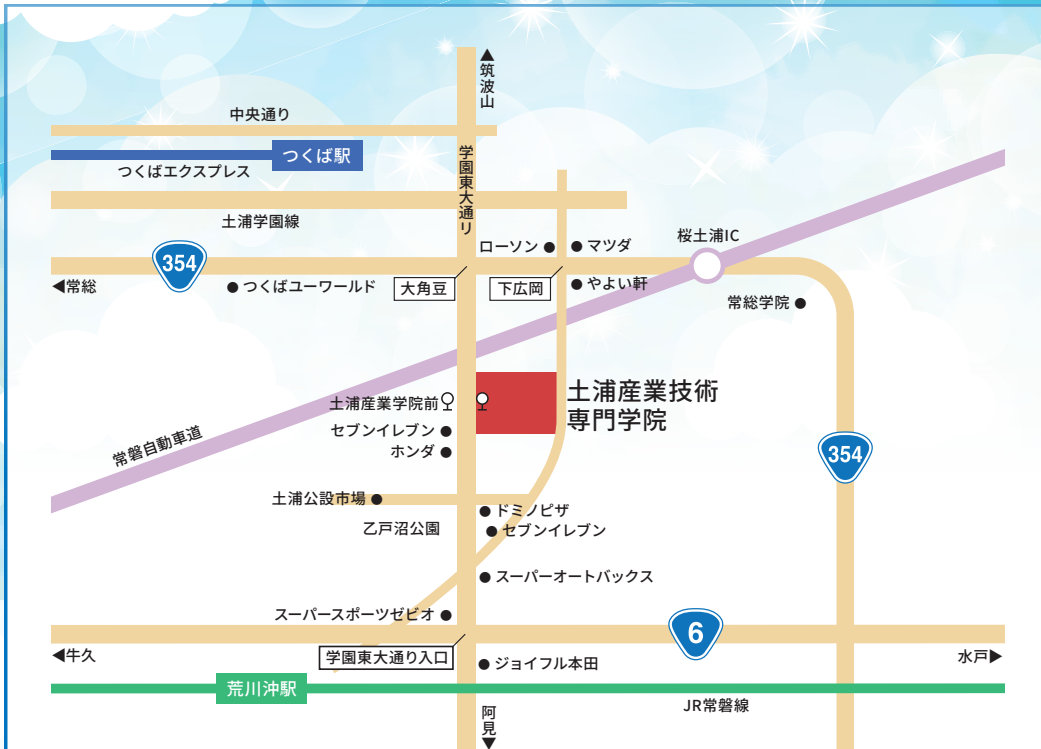 ▲筑波山
中央通り
つくば駅
つくばエクスプレス
学園東大通り
土浦学園線
ローソン
マツダ
桜土浦IC
354
◀常総
つくばユーワールド
大角豆
下広岡
やよい軒
常総学院
土浦産業技術
専門学院
土浦産業学院前
セブンイレブン
ホンダ
常磐自動車道
354
土浦公設市場
ドミノピザ
乙戸沼公園
セブンイレブン
スーパーオートバックス
スーパースポーツゼビオ
6
◀牛久
学園東大通り入口
ジョイフル本田
水戸▶
荒川沖駅
JR常磐線
阿見▼